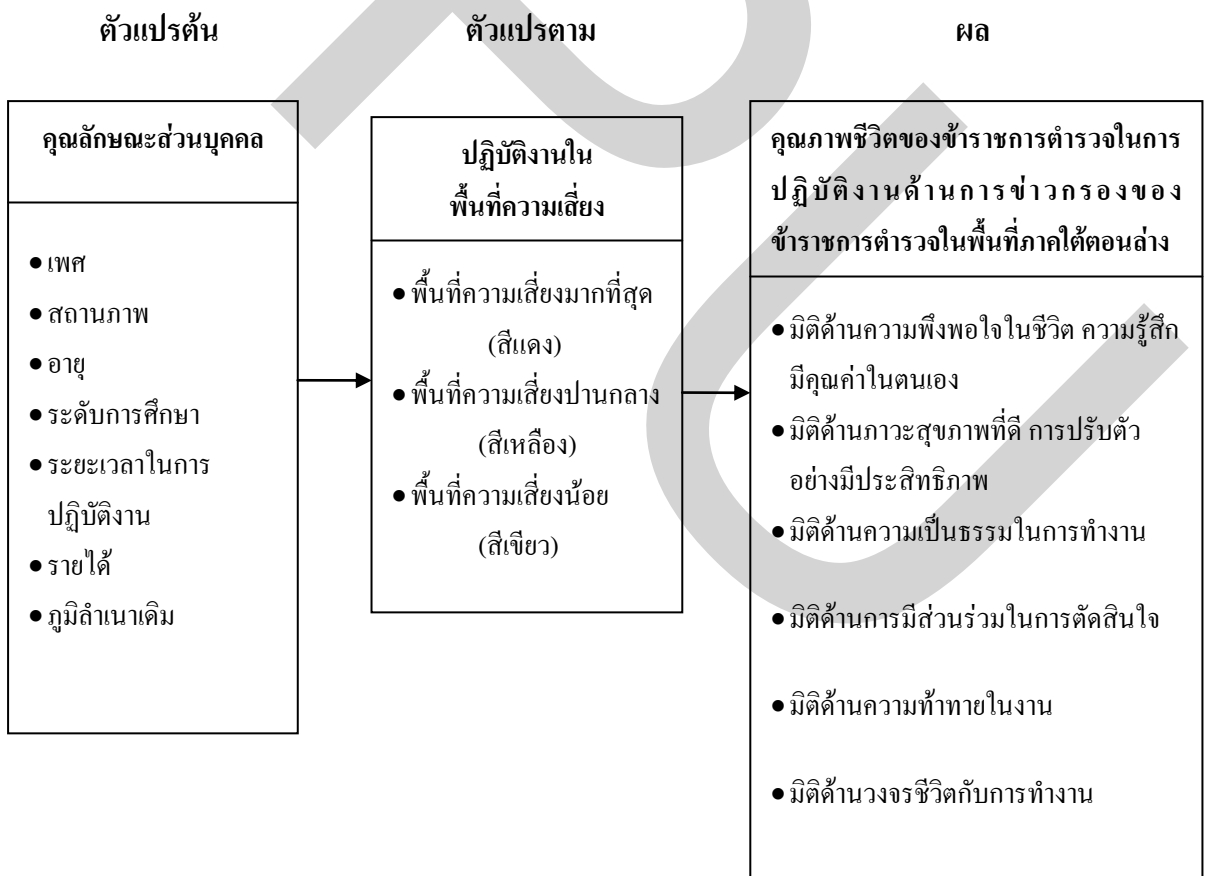 ตัวแปรต้น
ตัวแปรตาม
ผล
คุณลักษณะส่วนบุคคล
●เพศ
●สถานภาพ
●อายุ
●ระดับการศึกษา
●ระยะเวลาในการ
ปฏิบัติงาน
●รายได้
●ภูมิลำเนาเดิม
ปฏิบัติงานใน
พื้นที่ความเสี่ยง
●พื้นที่ความเสี่ยงมากที่สุด
(สีแดง)
●พื้นที่ความเสี่ยงปานกลาง
(สีเหลือง)
●พื้นที่ความเสี่ยงน้อย
(สีเขียว)
คุณภาพชีวิตของข้าราชการตำรวจในการ
ปฏิบัติงานด้านการข่าวกรองของ
ข้าราชการตำรวจในพื้นที่ภาคใต้ตอนล่าง
●มิติด้านความพึงพอใจในชีวิต ความรู้สึก
มีคุณค่าในตนเอง
●มิติด้านภาวะสุขภาพที่ดี การปรับตัว
อย่างมีประสิทธิภาพ
●มิติด้านความเป็นธรรมในการทำงาน
●มิติด้านการมีส่วนร่วมในการตัดสินใจ
●มิติด้านความท้าทายในงาน
●มิติด้านวงจรชีวิตกับการทำงาน